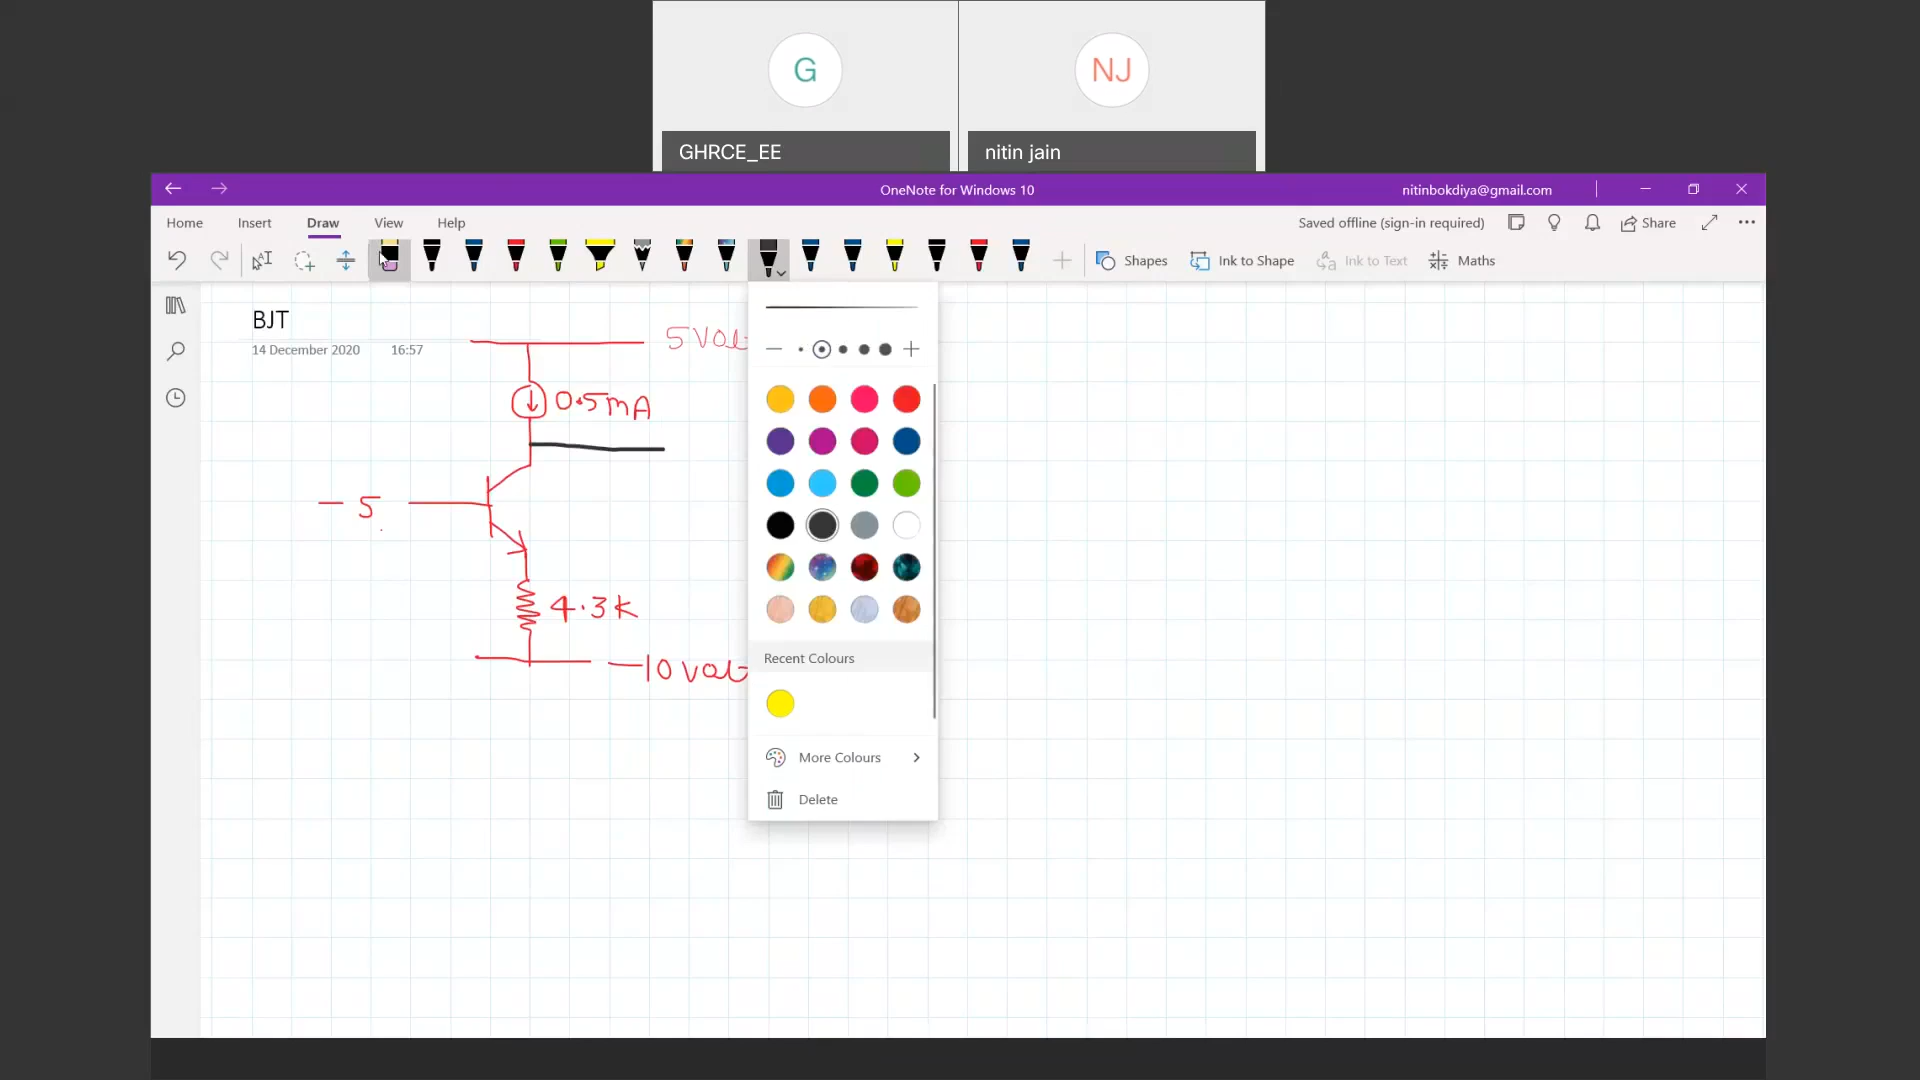 G
NJ
GHRCE_EE
nitin jain
OneNote for Windows 10
nitinbokdiya@gmail.com
Home Insert Draw View Help
Saved offline (sign-in required)
Share
Shapes
Ink to Shape
Ink to Text
Maths
BJT
14 December 2020 16:57
5 Vol
0.5mA
- 5
4.3K
-10 Vol
Recent Colours
More Colours
Delete